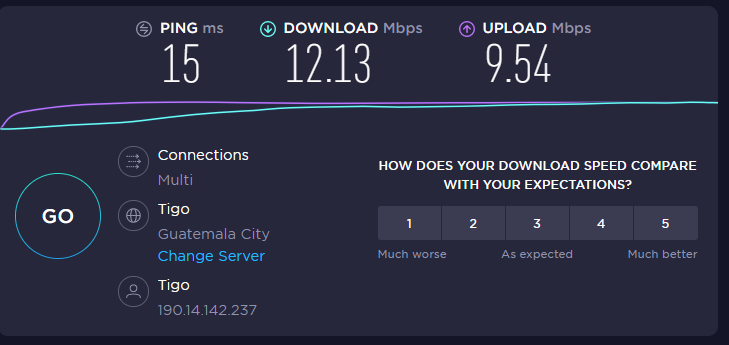 PING ms
DOWNLOAD Mbps
UPLOAD Mbps
15
12.13
9.54
GO
Connections
Multi
Tigo
Guatemala City
Change Server
Tigo
190.14.142.237
HOW DOES YOUR DOWNLOAD SPEED COMPARE
WITH YOUR EXPECTATIONS?
1 2 3 4 5
Much worse As expected Much better